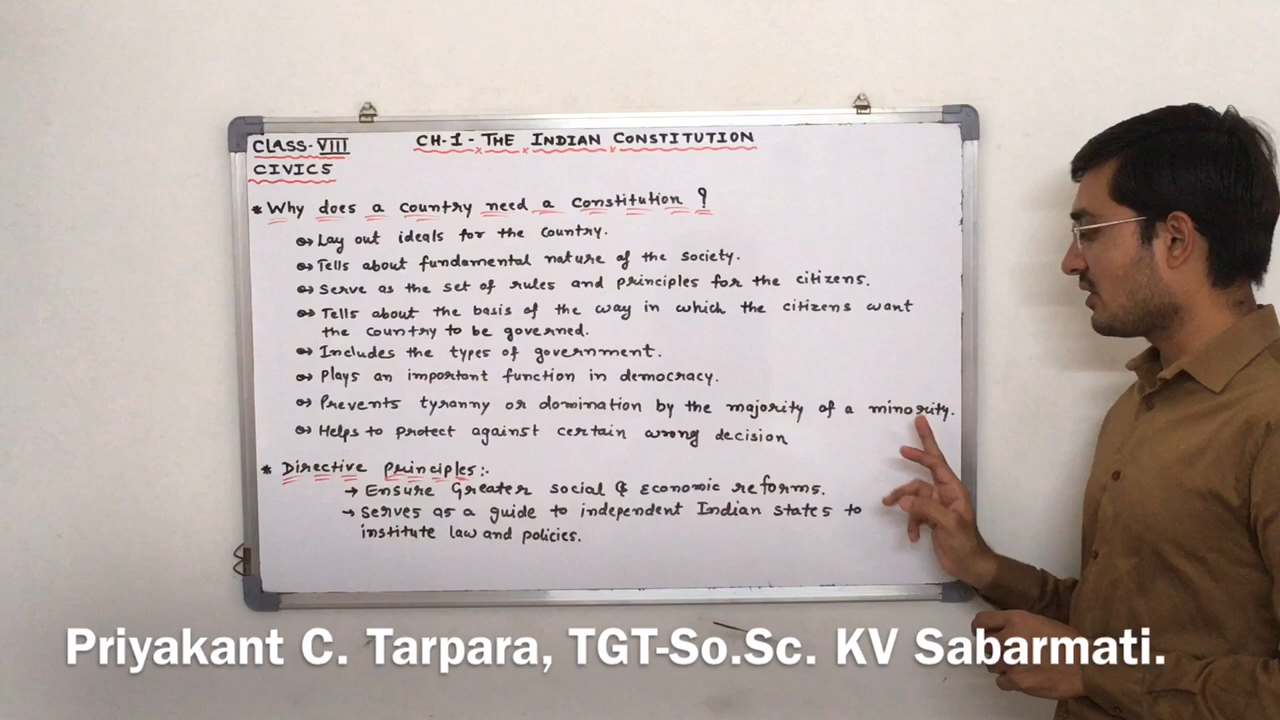 CLASS-VIII
CH-1- THE INDIAN CONSTITUTION
CIVICS
* Why does a country need a Constitution ?
Lay out ideals for the country.
Tells about fundamental nature of the society.
Serve as the set of rules and principles for the citizens.
Tells about the basis of the way in which the citizens want
the country to be governed.
Includes the types of government.
Plays an important function in democracy.
Prevents tyranny or domination by the majority of a minority.
Helps to protect against certain wrong decision
* Directive principles:-
→ Ensure Greater social & Economic reforms.
→ Serves as a guide to independent Indian states to
institute law and policies.
Priyakant C. Tarpara, TGT-So.Sc. KV Sabarmati.